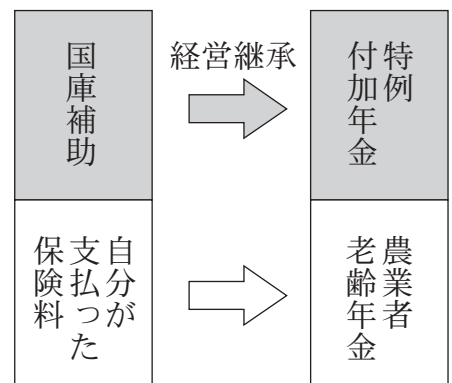 国庫補助
経営継承
特例
付加年金
自分が
支払った
保険料
農業者
老齢年金